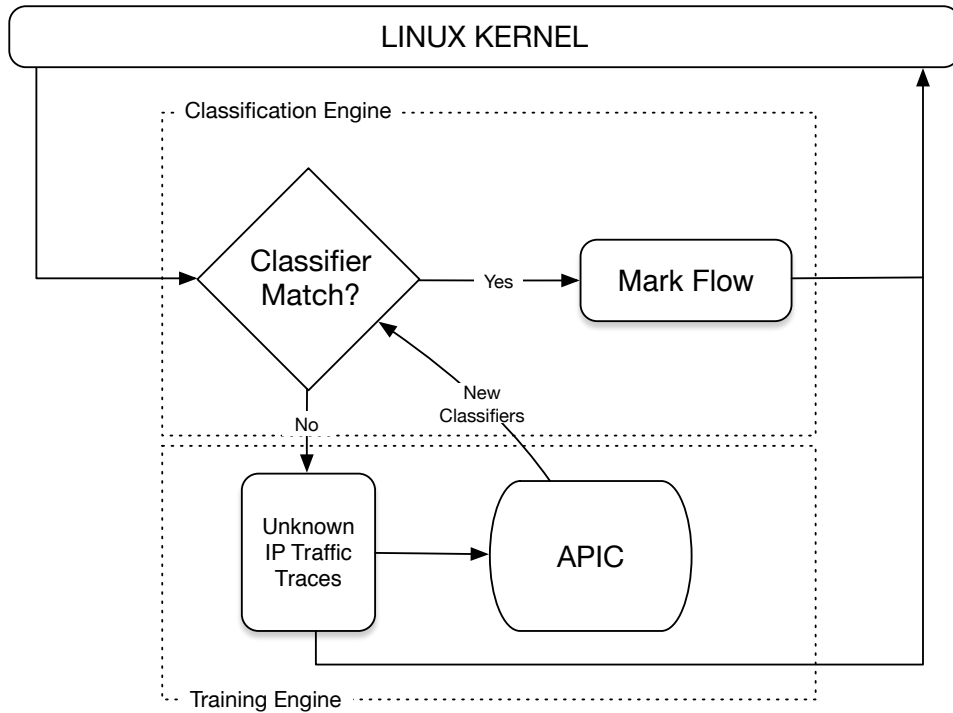 LINUX KERNEL
Classification Engine
Classifier
Match?
Yes
Mark Flow
New
Classifiers
No
Unknown
IP Traffic
Traces
APIC
Training Engine